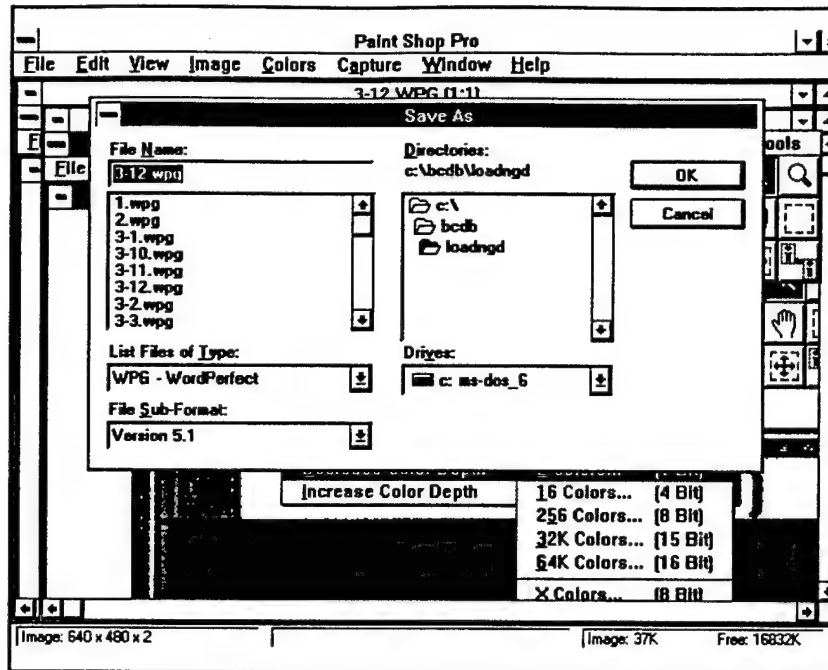 Paint Shop Pro
File Edit View Image Colors Capture Window Help
3-12.WPG (1:1)
Save As
File Name:
3-12.wpg
1.wpg
2.wpg
3-1.wpg
3-10.wpg
3-11.wpg
3-12.wpg
3-2.wpg
3-3.wpg
List Files of Type:
WPG - WordPerfect
File Sub-Format:
Version 5.1
Directories:
c:\bcdb\loadngd
c:\
bcdb
loadngd
Drives:
c: ms-dos_6
OK
Cancel
File
ools
Increase Color Depth
16 Colors... (4 Bit)
256 Colors... (8 Bit)
32K Colors... (15 Bit)
64K Colors... (16 Bit)
X Colors... (8 Bit)
Image: 640 x 480 x 2
Image: 37K Free: 16832K